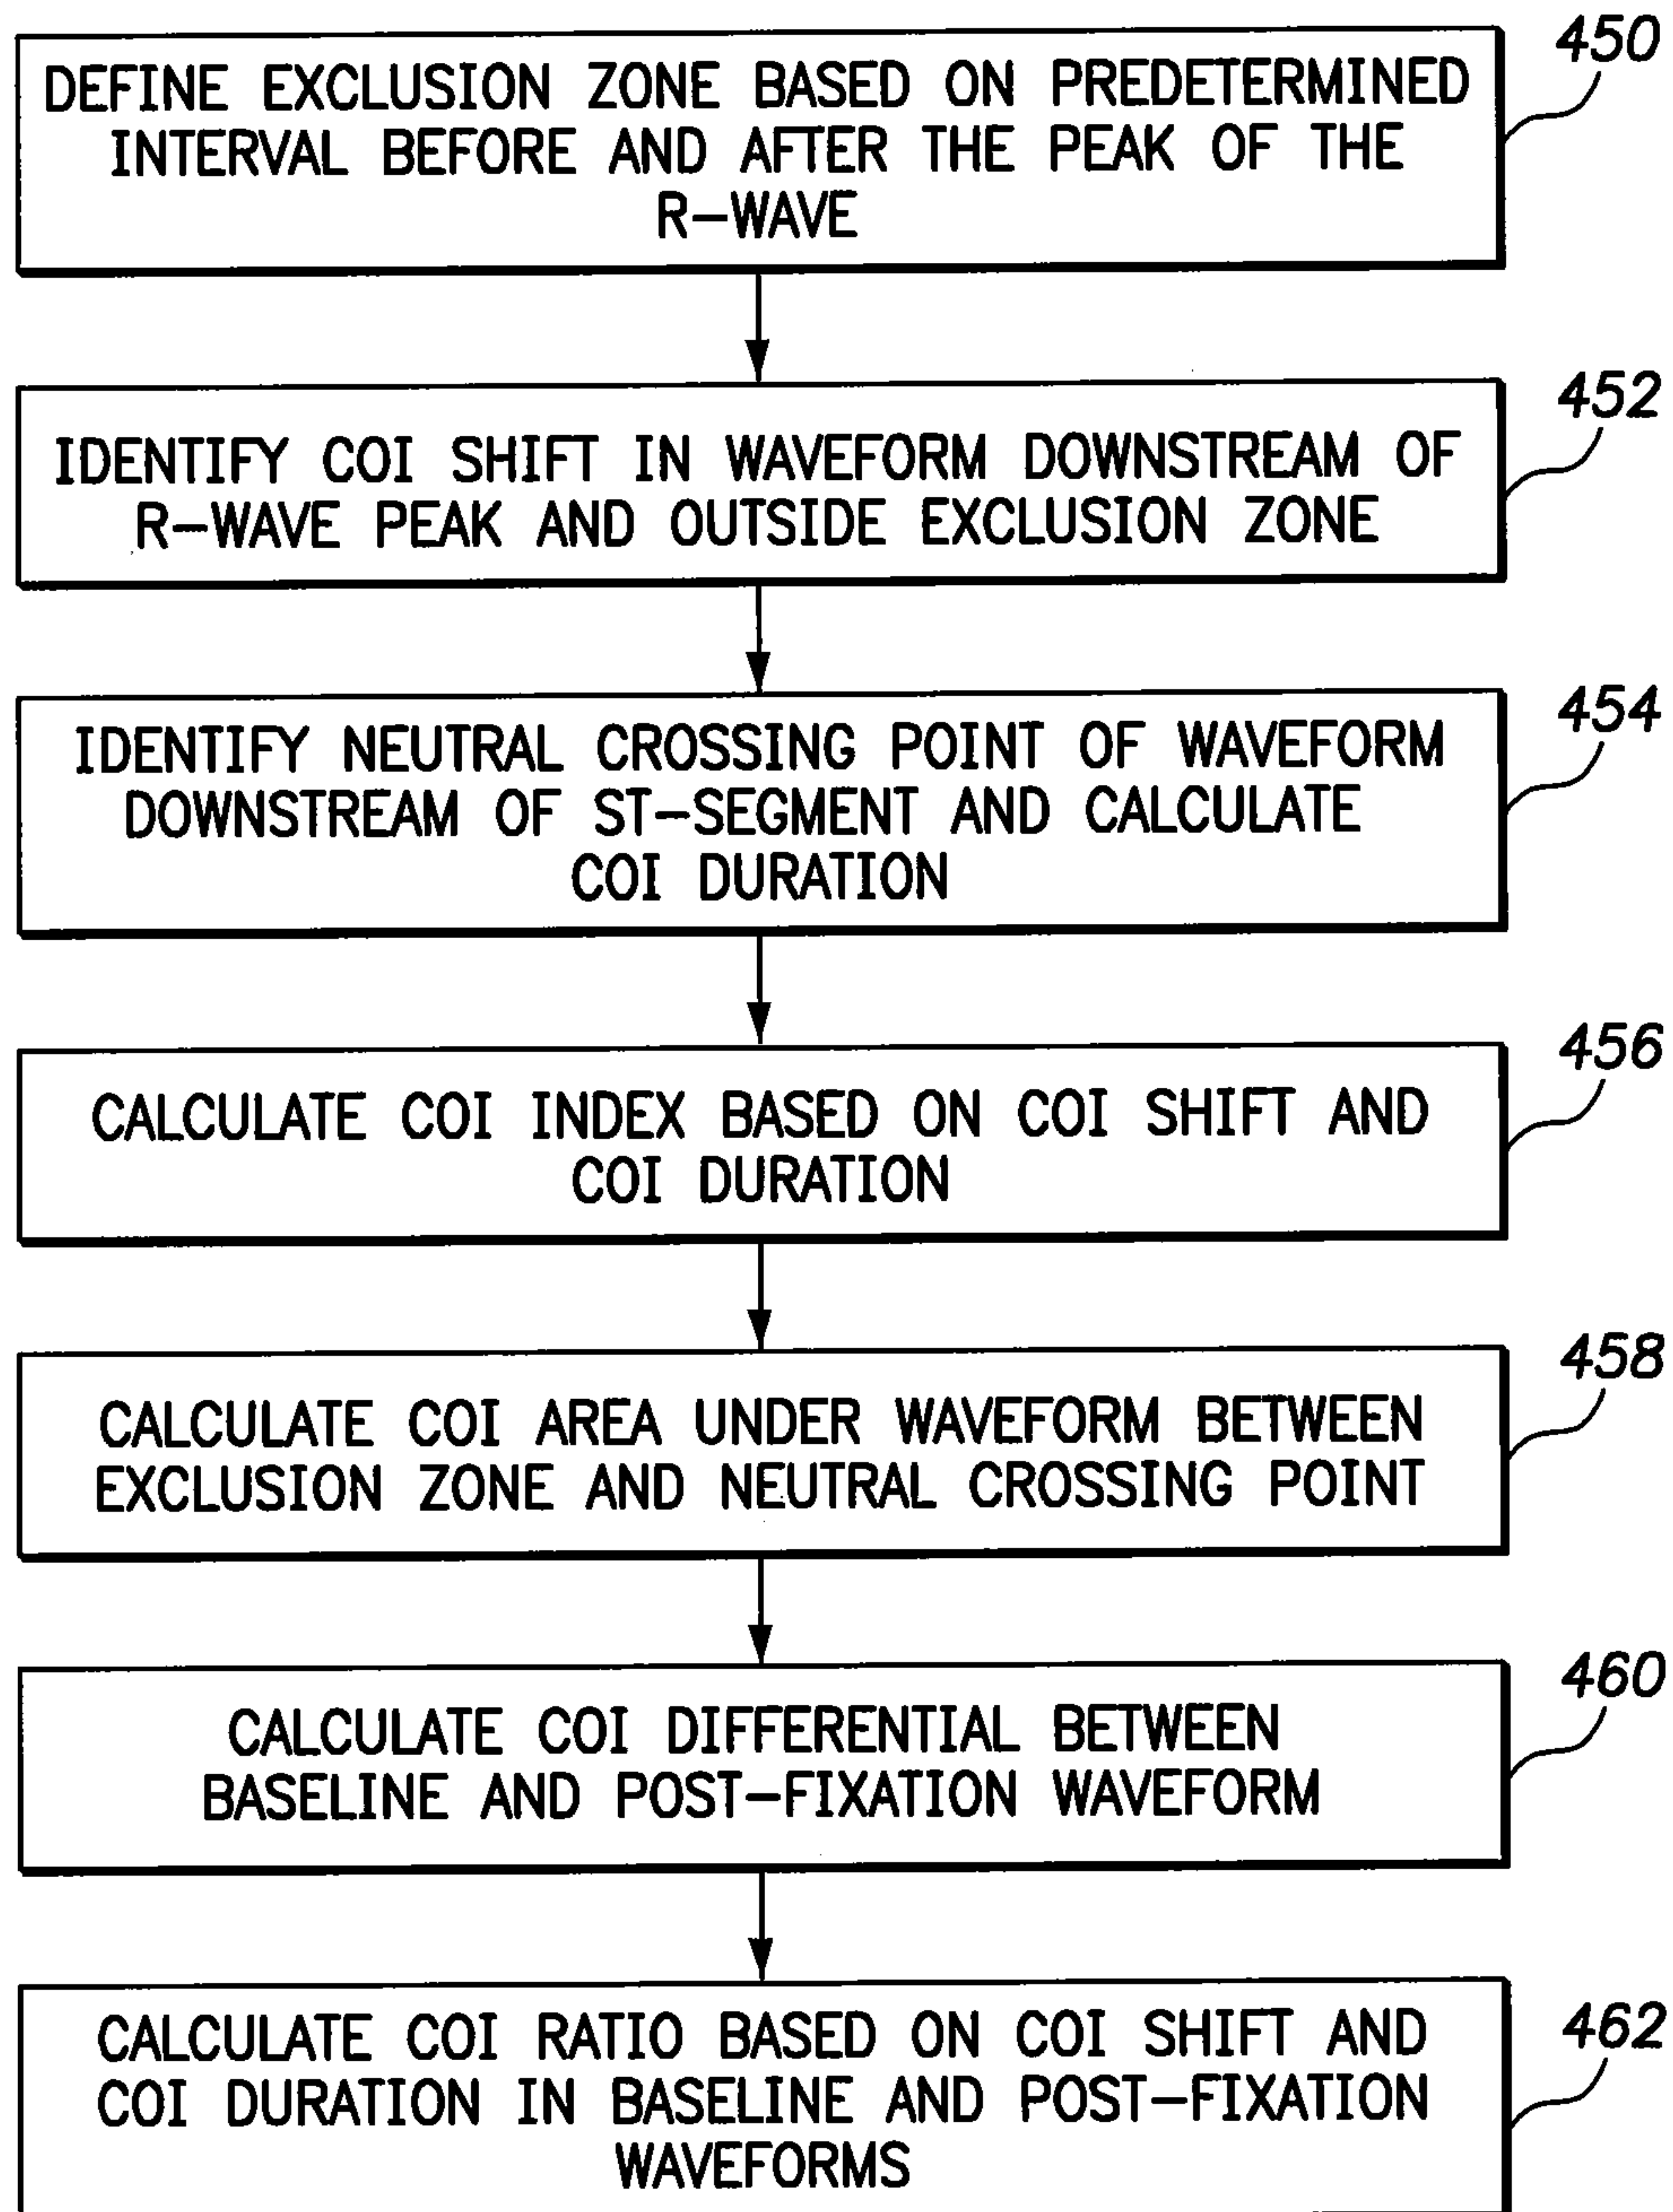 450
DEFINE EXCLUSION ZONE BASED ON PREDETERMINED
INTERVAL BEFORE AND AFTER THE PEAK OF THE
R-WAVE
452
IDENTIFY COI SHIFT IN WAVEFORM DOWNSTREAM OF
R-WAVE PEAK AND OUTSIDE EXCLUSION ZONE
454
IDENTIFY NEUTRAL CROSSING POINT OF WAVEFORM
DOWNSTREAM OF ST-SEGMENT AND CALCULATE
COI DURATION
456
CALCULATE COI INDEX BASED ON COI SHIFT AND
COI DURATION
458
CALCULATE COI AREA UNDER WAVEFORM BETWEEN
EXCLUSION ZONE AND NEUTRAL CROSSING POINT
460
CALCULATE COI DIFFERENTIAL BETWEEN
BASELINE AND POST-FIXATION WAVEFORM
462
CALCULATE COI RATIO BASED ON COI SHIFT AND
COI DURATION IN BASELINE AND POST-FIXATION
WAVEFORMS